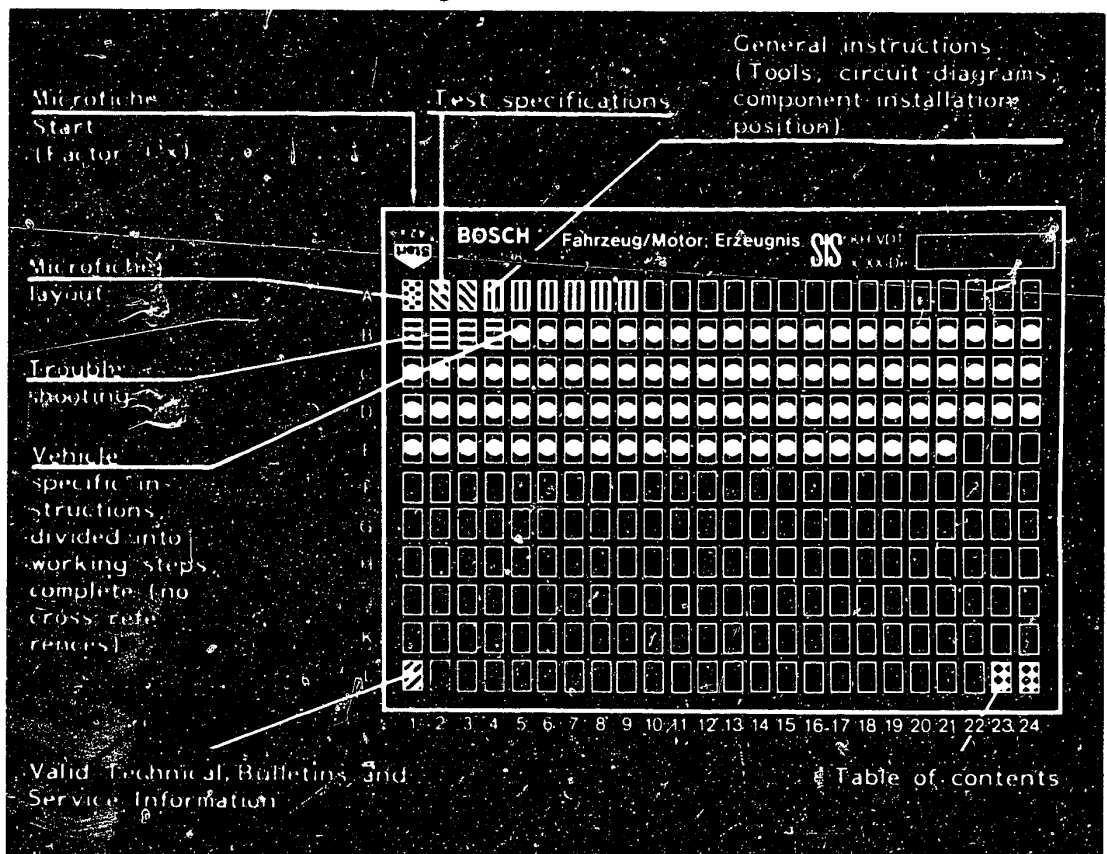 General instructions
(Tools, circuit diagrams,
component installation
position)
Microfiche
Start
(Factor
Test specifications
Start
BOSCH
Fahrzeug/Motor: Erzeugnis
SIS
Microfiche
layout
Trouble
shooting
Vehicle
specific in-
structions,
divided into
working steps,
complete (no
cross refe
rences)
A
B
C
D
G
H
K
1 2 3 4 5 6 7 8 9 10 11 12 13 14 15 16 17 18 19 20 21 22 23 24
Valid Technical Bulletins and
Service Information
Table of contents